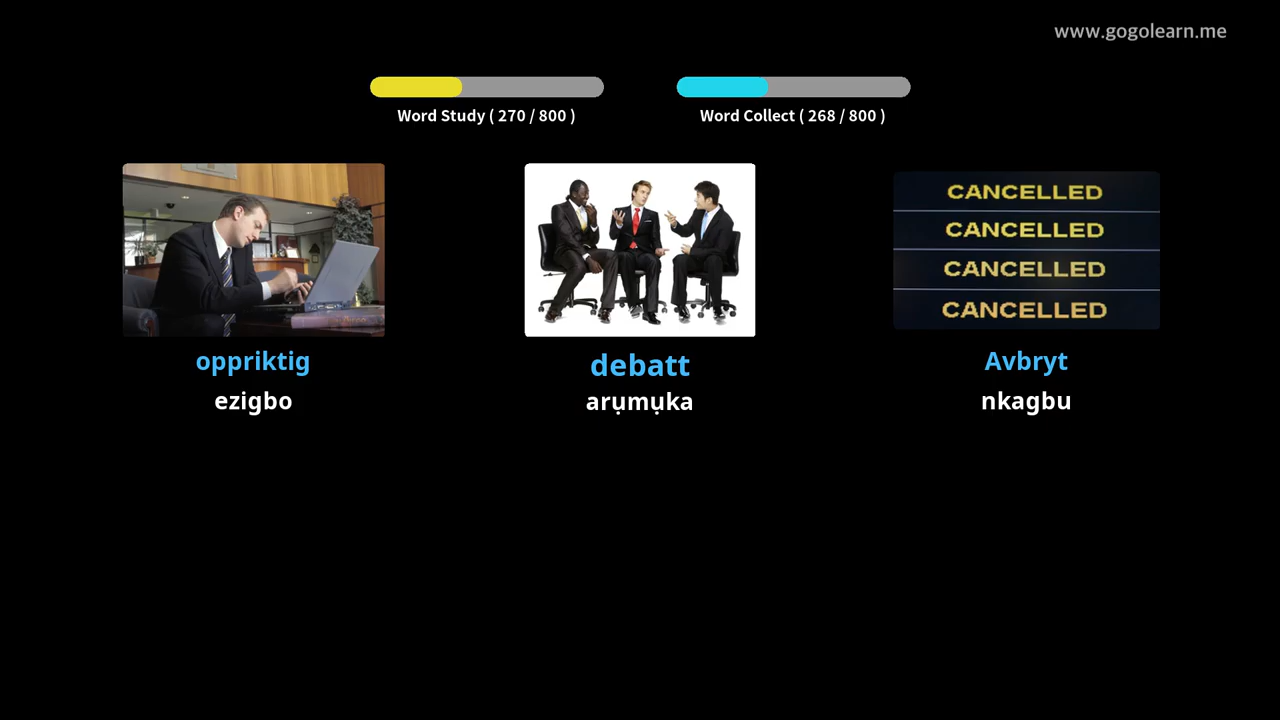 www.gogolearn.me
Word Study ( 270 / 800 )
Word Collect ( 268 / 800 )
CANCELLED
CANCELLED
CANCELLED
CANCELLED
oppriktig
debatt
Avbryt
ezigbo
arụmụka
nkagbu